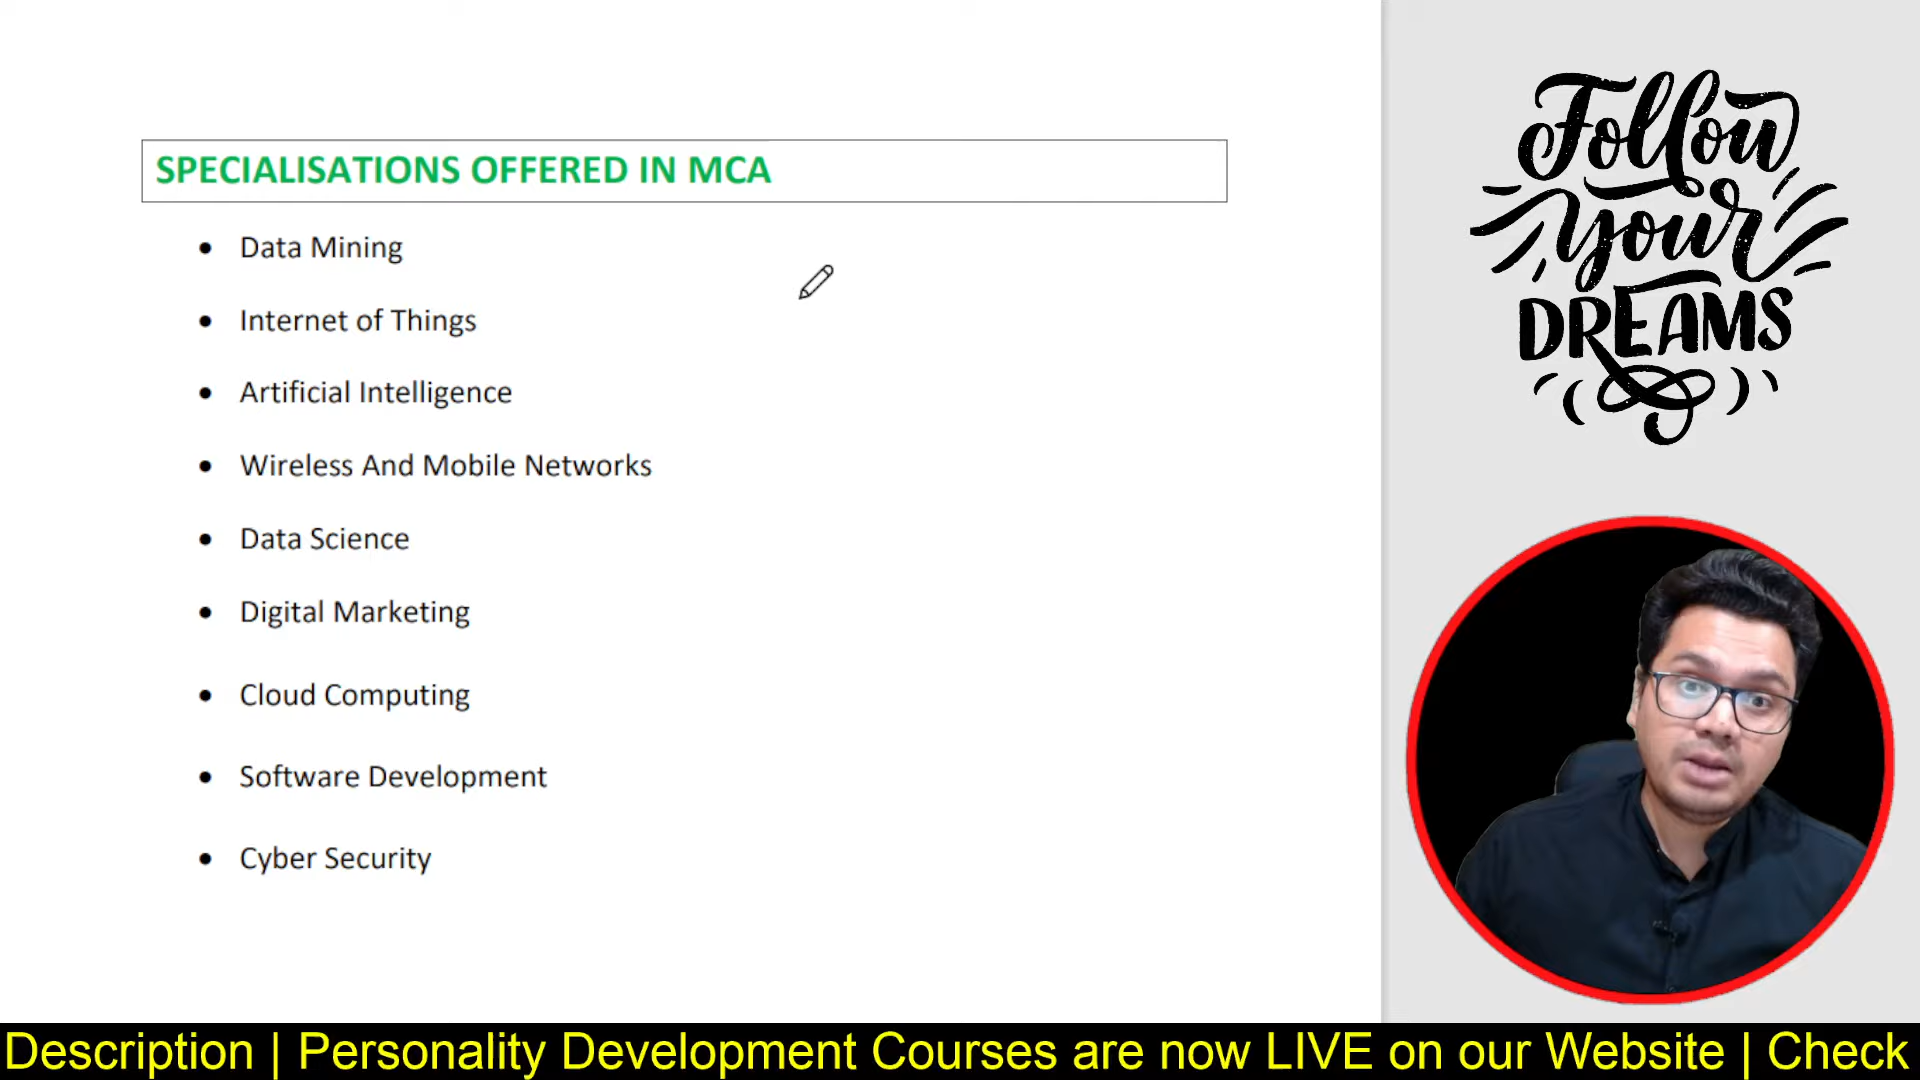 SPECIALISATIONS OFFERED IN MCA
• Data Mining
• Internet of Things
• Artificial Intelligence
• Wireless And Mobile Networks
• Data Science
• Digital Marketing
• Cloud Computing
• Software Development
• Cyber Security
Follow
your
DREAMS
Description | Personality Development Courses are now LIVE on our Website | Check